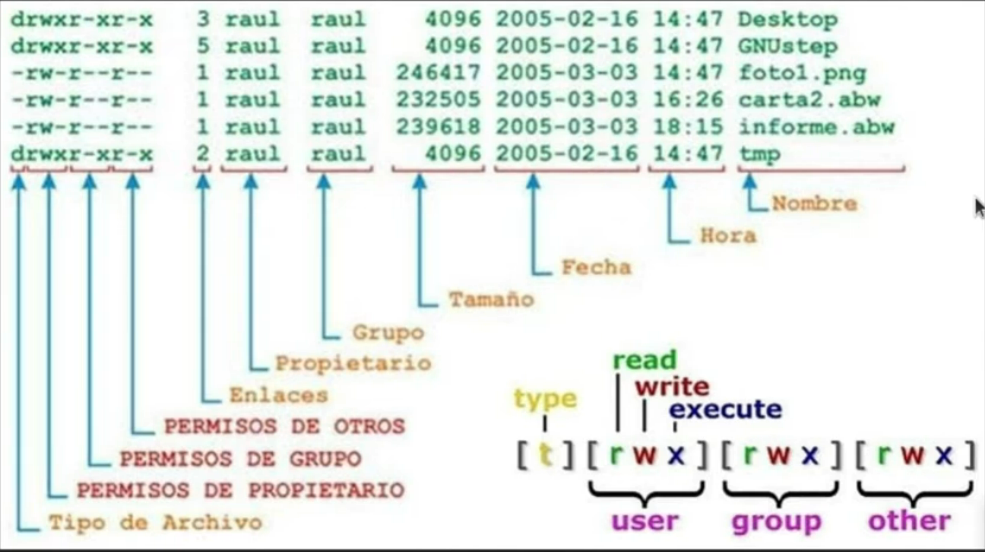 drwxr-xr-x 3 raul raul 4096 2005-02-16 14:47 Desktop
drwxr-xr-x 5 raul raul 4096 2005-02-16 14:47 GNUstep
-rw-r--r-- 1 raul raul 246417 2005-03-03 14:47 foto1.png
-rw-r--r-- 1 raul raul 232505 2005-03-03 16:26 carta2.abw
-rw-r--r-- 1 raul raul 239618 2005-03-03 18:15 informe.abw
drwxr-xr-x 2 raul raul 4096 2005-02-16 14:47 tmp
Nombre
Hora
Fecha
Tamaño
Grupo
Propietario
Enlaces
PERMISOS DE OTROS
PERMISOS DE GRUPO
PERMISOS DE PROPIETARIO
Tipo de Archivo
read
write
type
execute
[t][rwx][rwx][rwx]
user group other